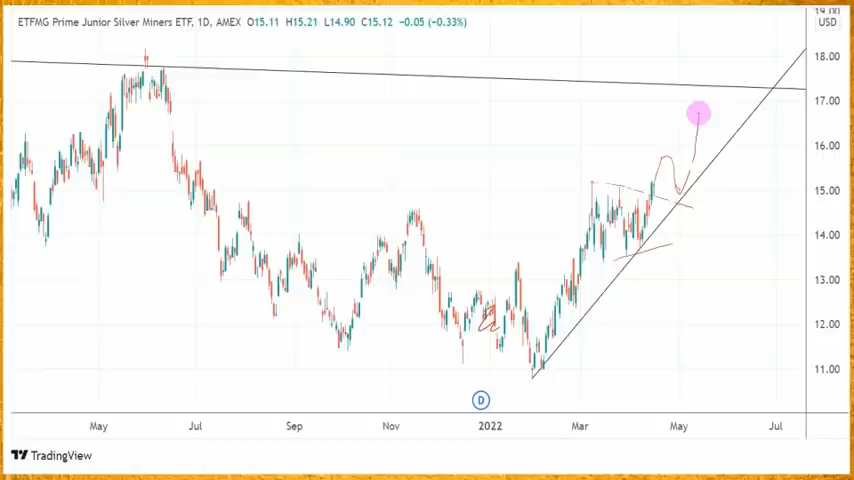 ETFMG Prime Junior Silver Miners ETF, 1D, AMEX O15.11 H15.21 L14.90 C15.12 −0.05 (−0.33%)
19.00
USD
18.00
17.00
16.00
15.00
14.00
13.00
12.00
11.00
D
May Jul Sep Nov 2022 Mar May Jul
TradingView